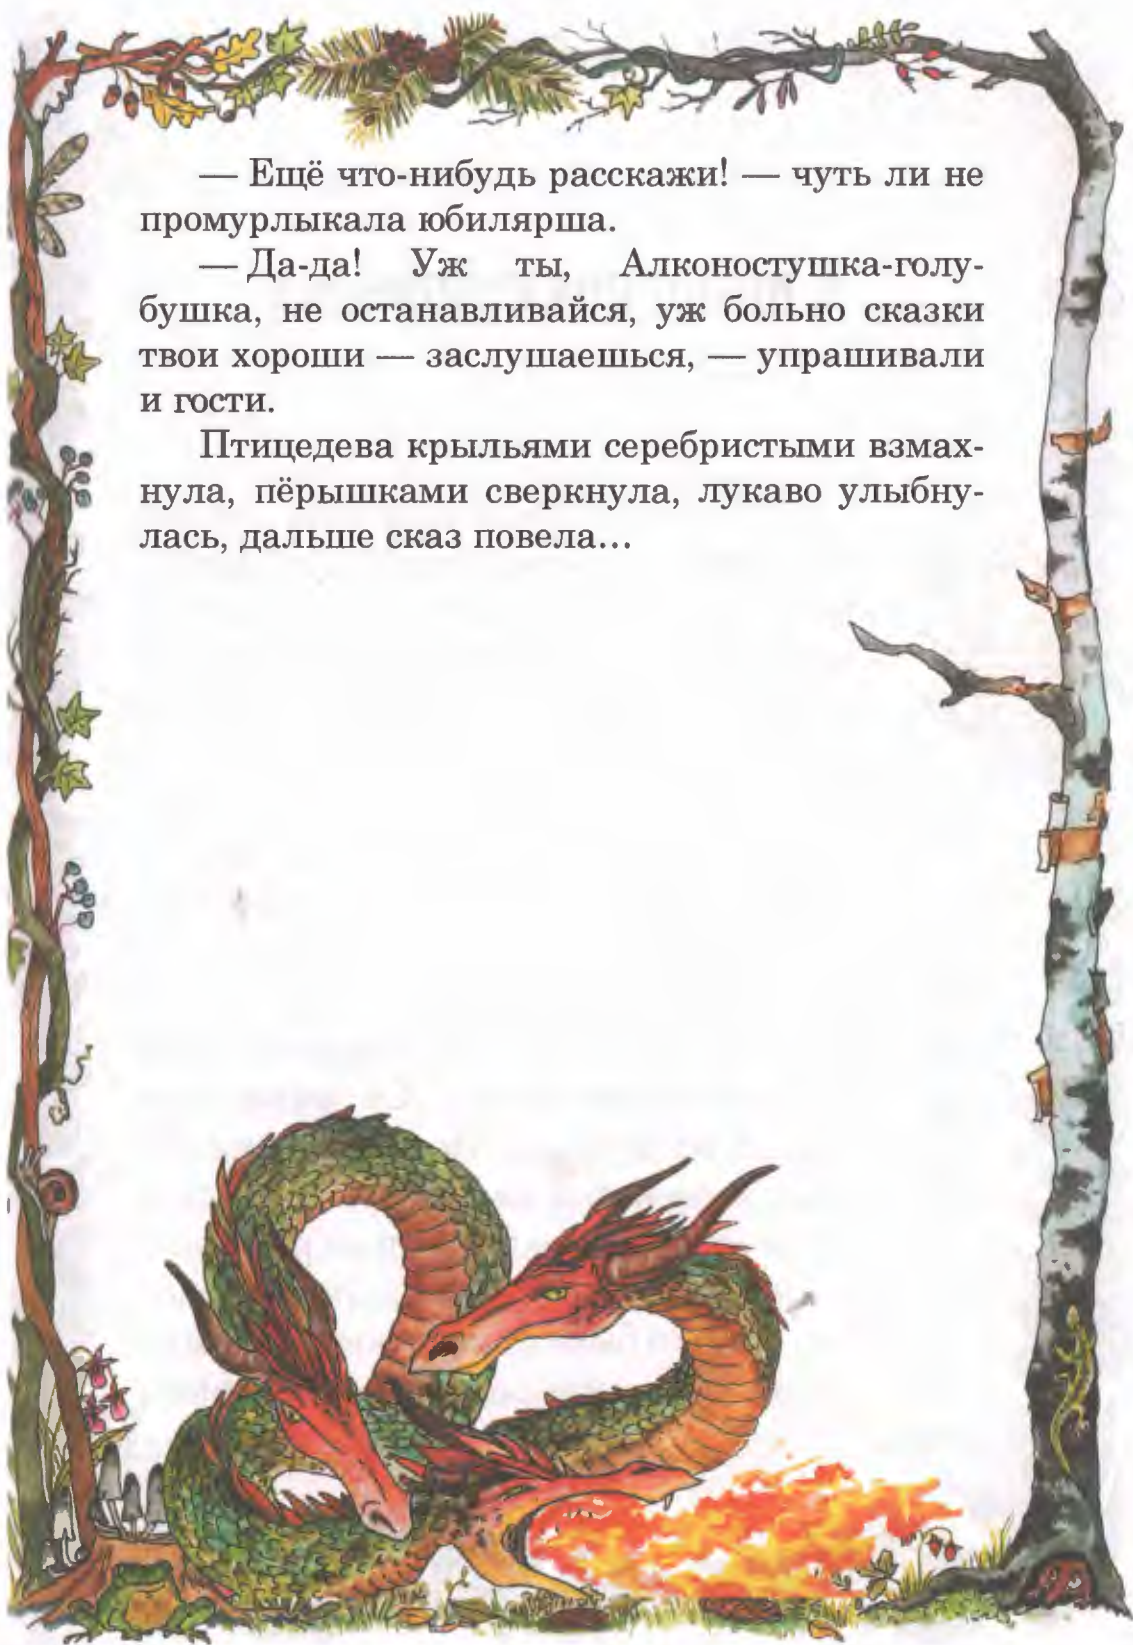 — Ещё что-нибудь расскажи! — чуть ли не
промурлыкала юбилярша.
— Да-да! Уж ты, Алконостушка-голу-
бушка, не останавливайся, уж больно сказки
твои хороши — заслушаешься, — упрашивали
и гости.
Птицедева крыльями серебристыми взмах-
нула, пёрышками сверкнула, лукаво улыбну-
лась, дальше сказ повела...